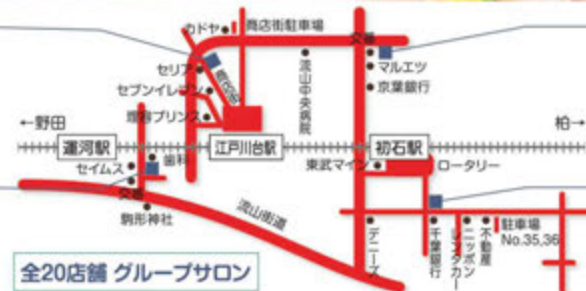 カドヤ
商店街駐車場
交番
セリア
マルエツ
セブンイレブン
流山中央病院
京葉銀行
理容プリンス
←野田
柏→
運河駅
江戸川台駅
初石駅
歯科
セイムス
東武マイン
ロータリー
交番
駒形神社
流山街道
デニーズ
千葉銀行
ニッポン
レンタカー
不動産
駐車場
No.35,36
全20店舗 グループサロン